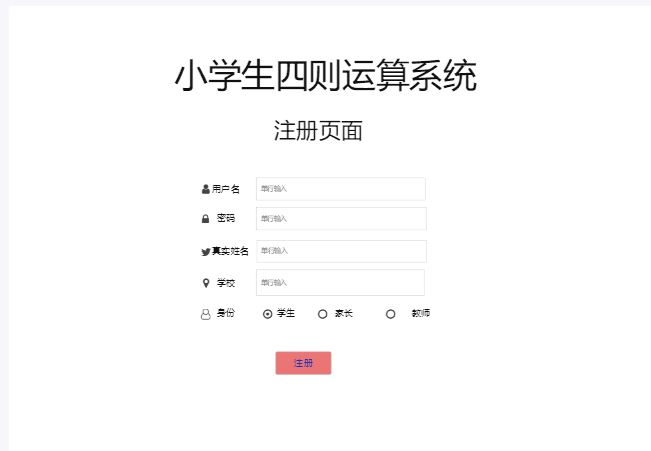 小学生四则运算系统
注册页面
用户名 单行输入
密码 单行输入
真实姓名 单行输入
学校 单行输入
身份 学生 家长 教师
注册